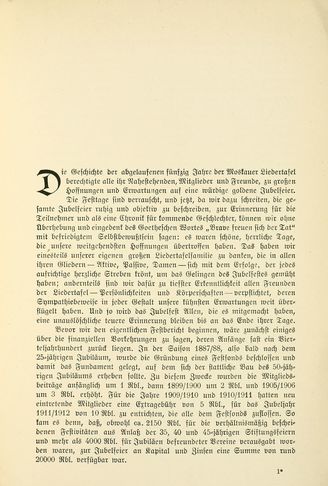 Die Geschichte der abgelaufenen fünfzig Jahre der Moskauer Liedertafel
berechtigte alle ihr Nahestehenden, Mitglieder und Freunde, zu großen
Hoffnungen und Erwartungen auf eine würdige goldene Jubelfeier.
Die Festtage sind verrauscht, und jetzt, da wir dazu schreiten, die ge-
samte Jubelfeier ruhig und objektiv zu beschreiben, zur Erinnerung für die
Teilnehmer und als eine Chronik für kommende Geschlechter, können wir ohne
Überhebung und eingedenk des Goetheschen Wortes „Brave freuen sich der Tat“
mit befriedigtem Selbstbewußtsein sagen: es waren schöne, herrliche Tage,
die unsere weitgehendsten Hoffnungen übertroffen haben. Das haben wir
einesteils unserer eigenen großen Liedertafelfamilie zu danken, die in allen
ihren Gliedern — Aktive, Passive, Damen — sich mit dem Erfolge, der jedes
aufrichtige herzliche Streben krönt, um das Gelingen des Jubelfestes gemüht
haben; andernteils sind wir dafür zu tiefster Erkenntlichkeit allen Freunden
der Liedertafel — Persönlichkeiten und Körperschaften — verpflichtet, deren
Sympathiebeweise in jeder Gestalt unsere kühnsten Erwartungen weit über-
flügelt haben. Und so wird das Jubelfest Allen, die es mitgemacht haben,
eine unauslöschliche teuere Erinnerung bleiben bis an das Ende ihrer Tage.
Bevor wir den eigentlichen Festbericht beginnen, wäre zunächst einiges
über die finanziellen Vorkehrungen zu sagen, deren Anfänge fast ein Vier-
teljahrhundert zurück liegen. In der Saison 1887/88, also bald nach dem
25-jährigen Jubiläum, wurde die Gründung eines Festfonds beschlossen und
damit das Fundament gelegt, auf dem sich der stattliche Bau des 50-jäh-
rigen Jubiläums erheben sollte. Zu diesem Zwecke wurden die Mitglieds-
beiträge anfänglich um 1 Rbl., dann 1899/1900 um 2 Rbl. und 1905/1906
um 3 Rbl. erhöht. Für die Jahre 1909/1910 und 1910/1911 hatten neu
eintretende Mitglieder eine Extragebühr von 5 Rbl., für das Jubeljahr
1911/1912 von 10 Rbl. zu entrichten, die alle dem Festfonds zuflossen. So
kam es denn, daß, obwohl ca. 2150 Rbl. für die verhältnismäßig beschei-
denen Festivitäten aus Anlaß der 35, 40 und 45-jährigen Stiftungsfeiern
und mehr als 4000 Rbl. für Jubiläen befreundeter Vereine verausgabt wor-
den waren, zur Jubelfeier an Kapital und Zinsen eine Summe von rund
20000 Rbl. verfügbar war.
1*